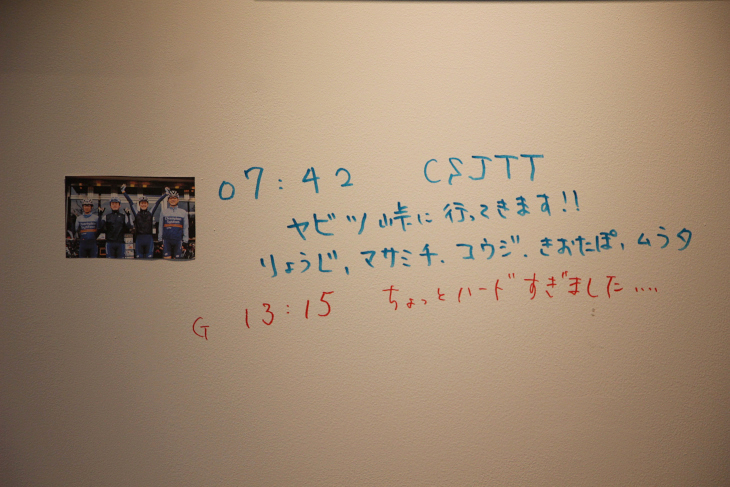 07:42 CSJTT
ヤビツ峠に行ってきます!!
りょうじ, マサミチ. コウジ. きおたぽ, ムラタ
G 13:15 ちょっとハードすぎました....